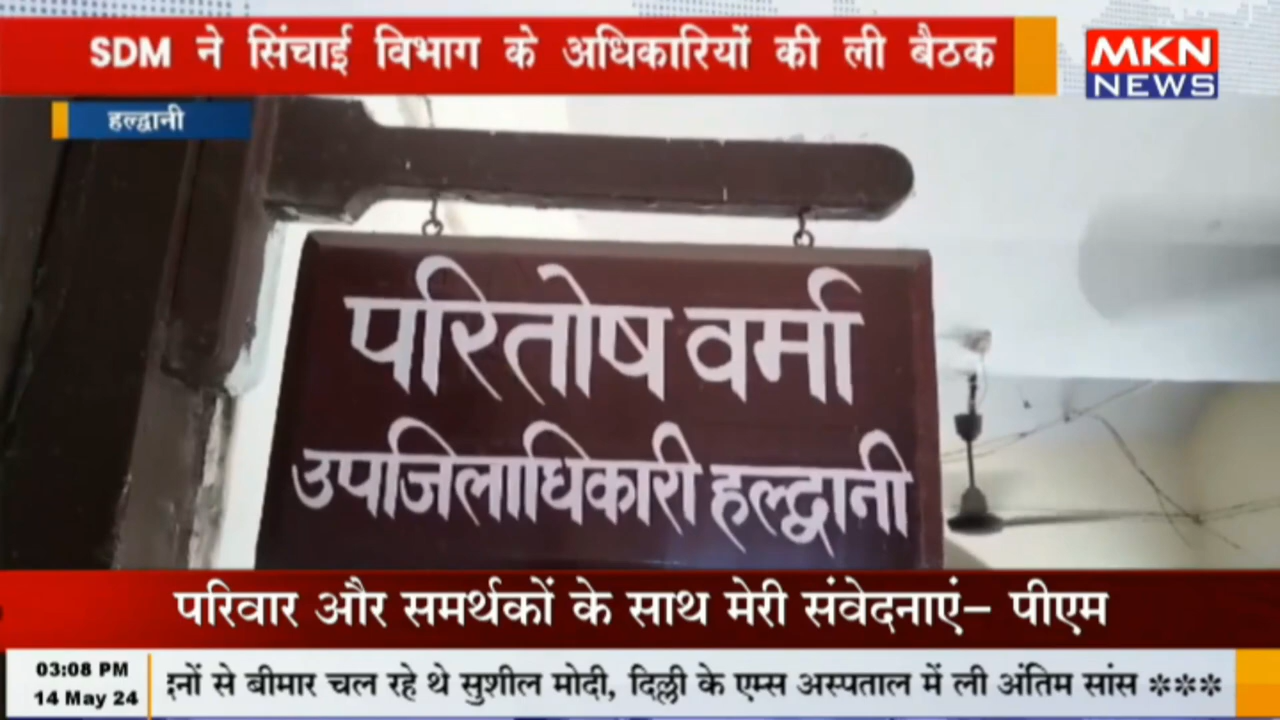 SDM ने सिंचाई विभाग के अधिकारियों की ली बैठक
MKN
NEWS
हल्द्वानी
परितोष वर्मा
उपजिलाधिकारी हल्द्वानी
परिवार और समर्थकों के साथ मेरी संवेदनाएं– पीएम
03:08 PM
14 May 24
से बीमार चल रहे थे सुशील मोदी, दिल्ली के एम्स अस्पताल में ली अंतिम सांस ***